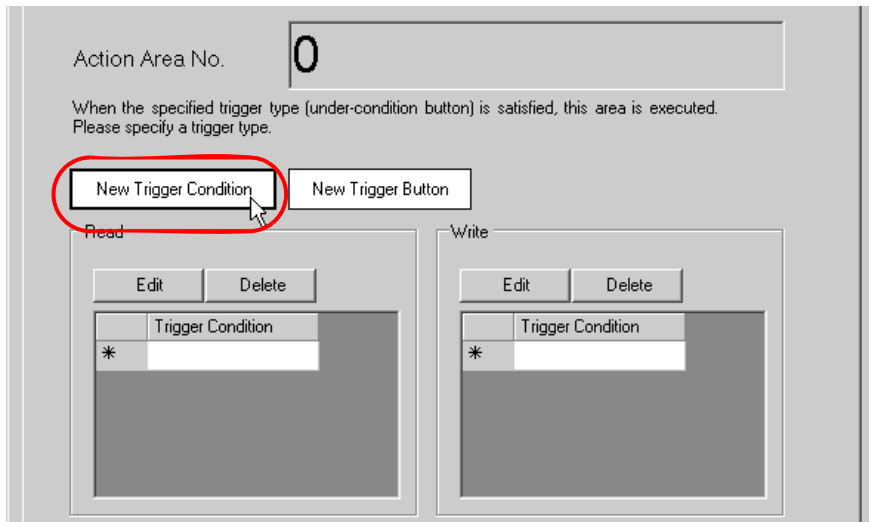 Action Area No. 0
When the specified trigger type (under-condition button) is satisfied, this area is executed.
Please specify a trigger type.
New Trigger Condition New Trigger Button
Read Write
Edit Delete Edit Delete
Trigger Condition Trigger Condition
* *